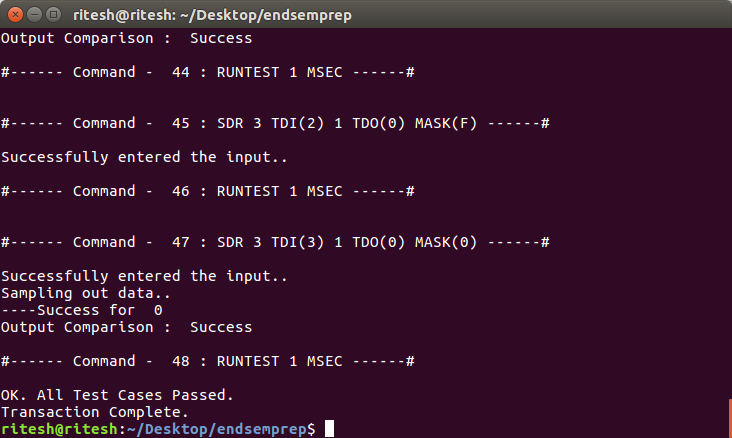 ritesh@ritesh: ~/Desktop/endsemprep
Output Comparison :  Success
#------ Command -  44 : RUNTEST 1 MSEC ------#
#------ Command -  45 : SDR 3 TDI(2) 1 TDO(0) MASK(F) ------#
Successfully entered the input..
#------ Command -  46 : RUNTEST 1 MSEC ------#
#------ Command -  47 : SDR 3 TDI(3) 1 TDO(0) MASK(0) ------#
Successfully entered the input..
Sampling out data..
----Success for  0
Output Comparison :  Success
#------ Command -  48 : RUNTEST 1 MSEC ------#
OK. All Test Cases Passed.
Transaction Complete.
ritesh@ritesh:~/Desktop/endsemprep$